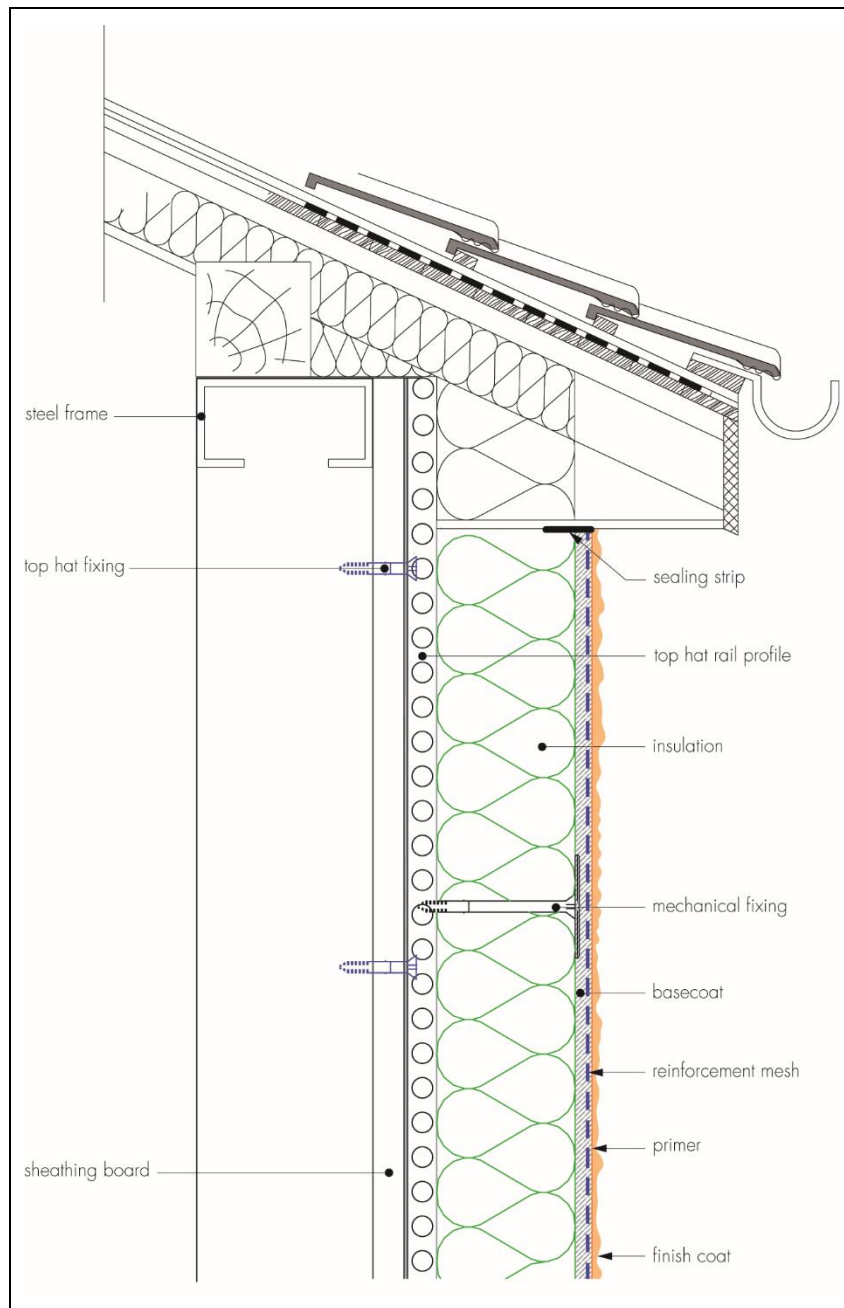 steel frame
top hat fixing
sealing strip
top hat rail profile
insulation
mechanical fixing
basecoat
reinforcement mesh
primer
sheathing board
finish coat